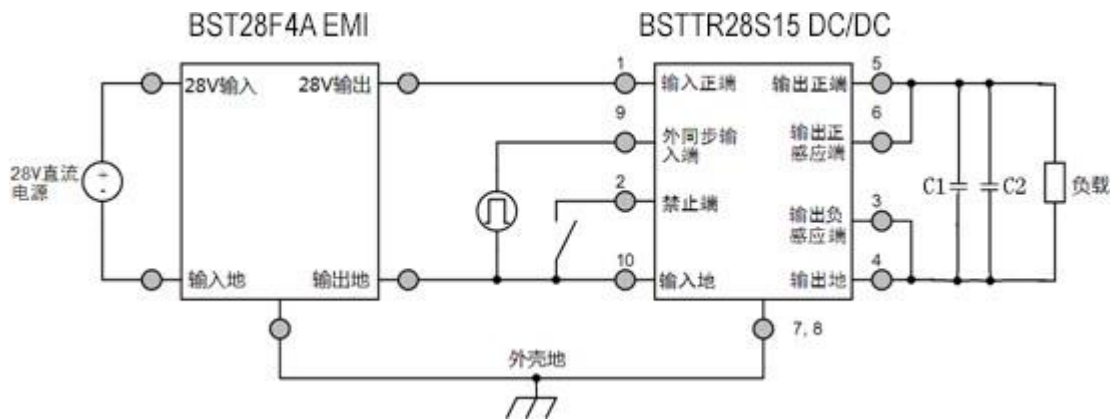 BST28F4A EMI
BSTTR28S15 DC/DC
28V输入
28V输出
输入地
输出地
28V直流
电源
+
-
1
9
2
10
输入正端
外同步输
入端
禁止端
输入地
输出正端
输出正
感应端
输出负
感应端
输出地
5
6
3
4
7, 8
C1
C2
负载
外壳地